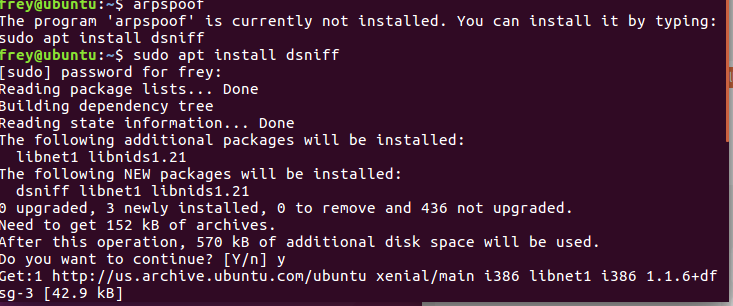 frey@ubuntu:~$ arpspoof
The program 'arpspoof' is currently not installed. You can install it by typing:
sudo apt install dsniff
frey@ubuntu:~$ sudo apt install dsniff
[sudo] password for frey:
Reading package lists... Done
Building dependency tree
Reading state information... Done
The following additional packages will be installed:
  libnet1 libnids1.21
The following NEW packages will be installed:
  dsniff libnet1 libnids1.21
0 upgraded, 3 newly installed, 0 to remove and 436 not upgraded.
Need to get 152 kB of archives.
After this operation, 570 kB of additional disk space will be used.
Do you want to continue? [Y/n] y
Get:1 http://us.archive.ubuntu.com/ubuntu xenial/main i386 libnet1 i386 1.1.6+df
sg-3 [42.9 kB]